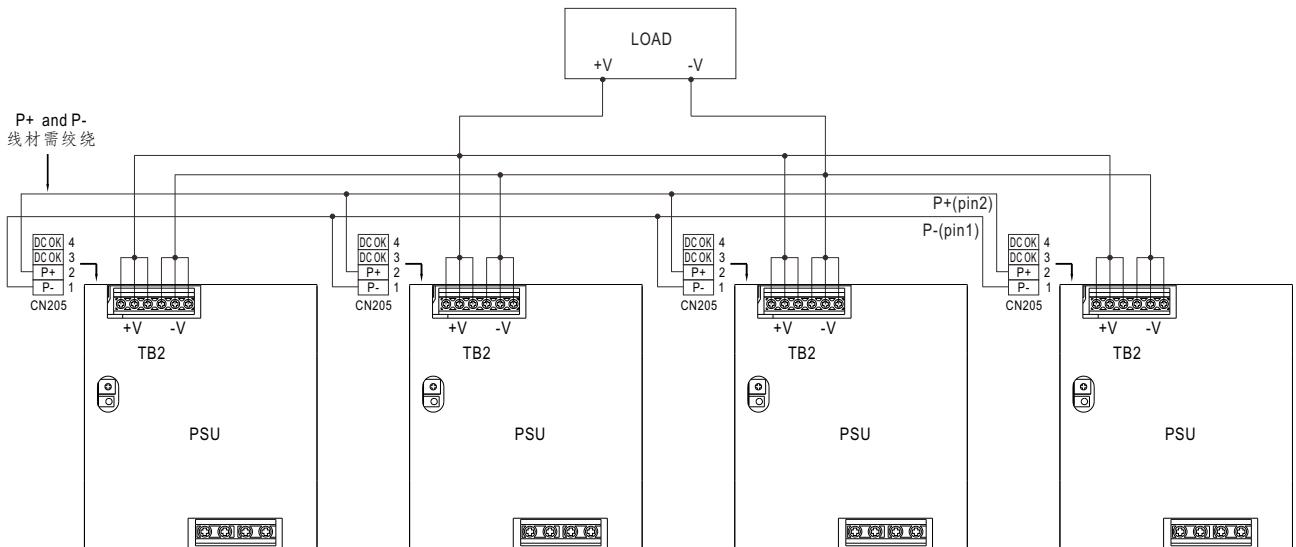 LOAD
+V -V
P+ and P-
线材需绞绕
P+(pin2)
P-(pin1)
DC OK 4
DC OK 3
P+ 2
P- 1
CN205
DC OK 4
DC OK 3
P+ 2
P- 1
CN205
DC OK 4
DC OK 3
P+ 2
P- 1
CN205
DC OK 4
DC OK 3
P+ 2
P- 1
CN205
+V -V
+V -V
+V -V
+V -V
TB2
TB2
TB2
TB2
PSU
PSU
PSU
PSU